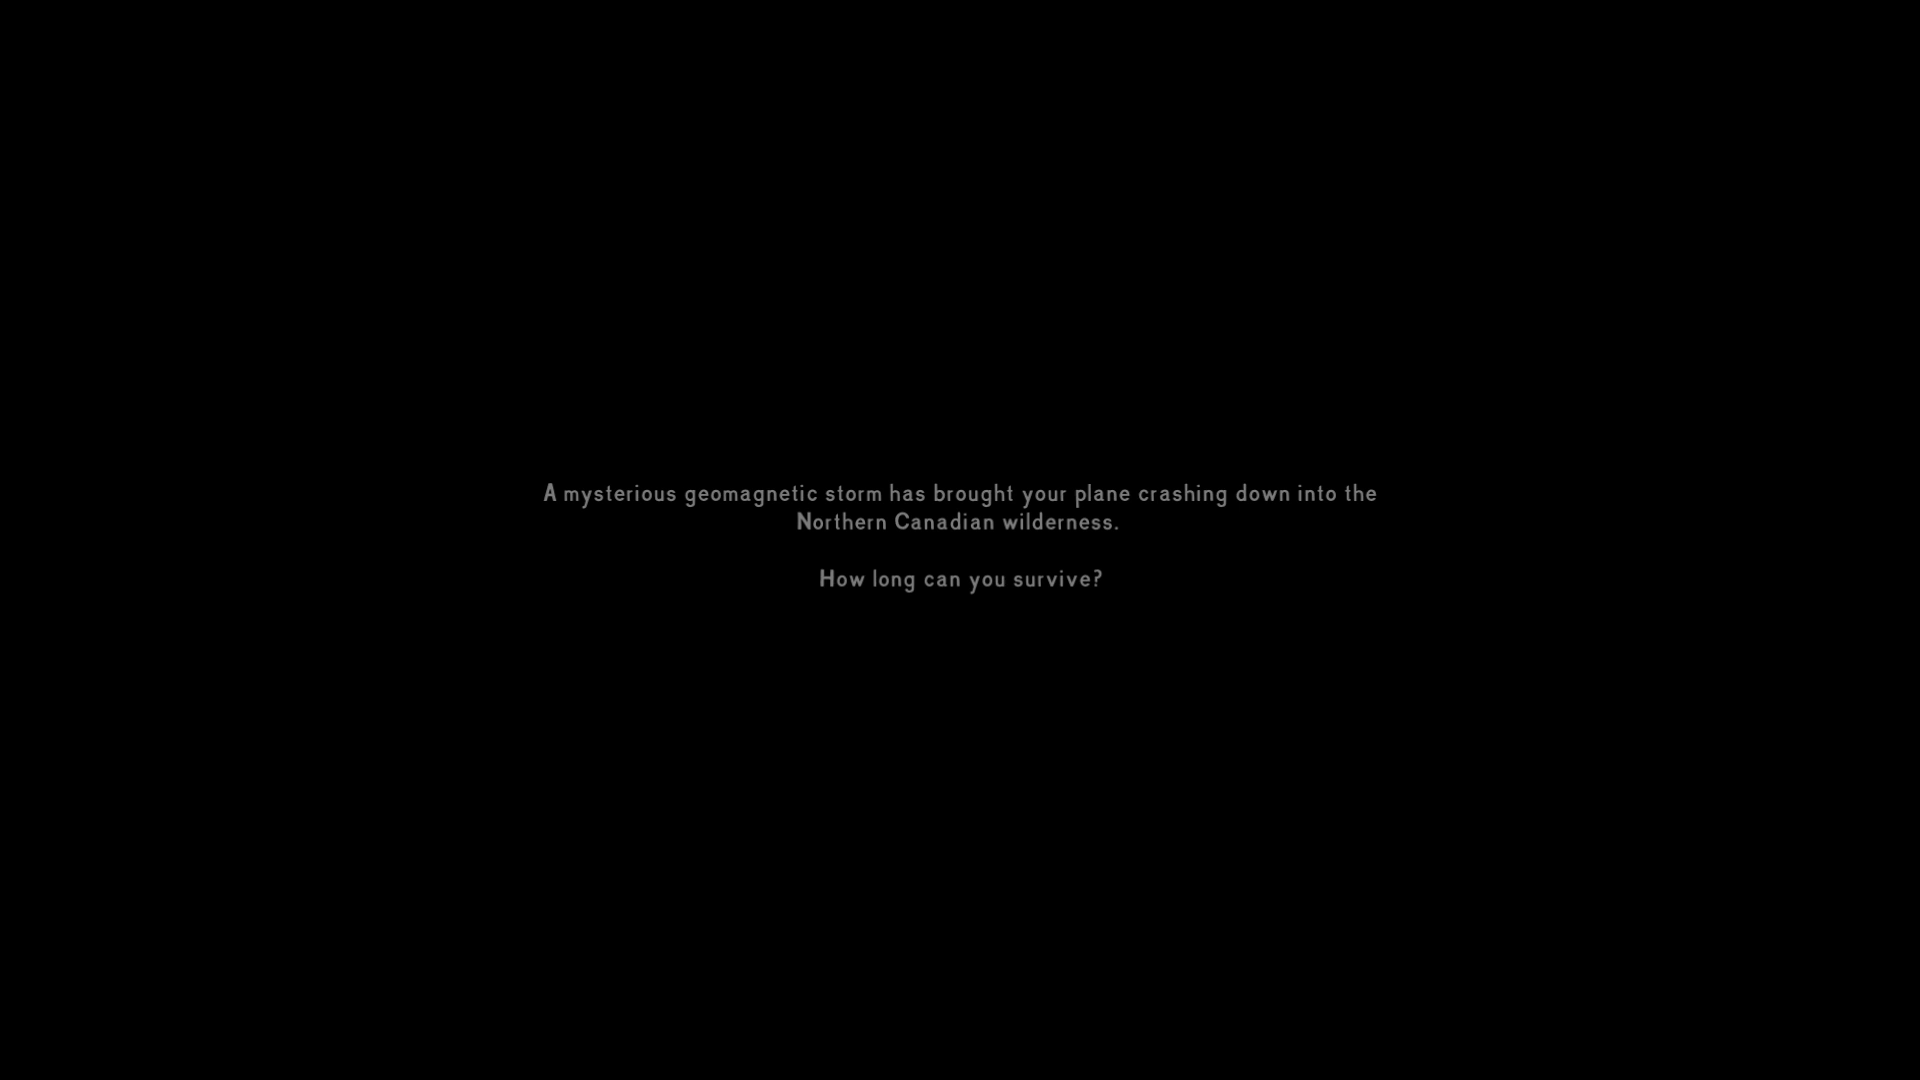 A mysterious geomagnetic storm has brought your plane crashing down into the
Northern Canadian wilderness.
How long can you survive?